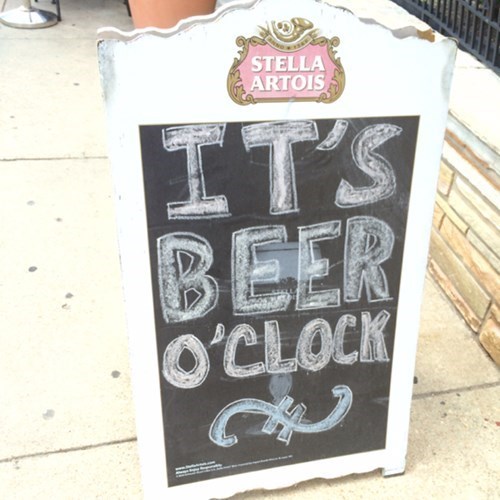 STELLA
ARTOIS
IT'S
BEER
O'CLOCK